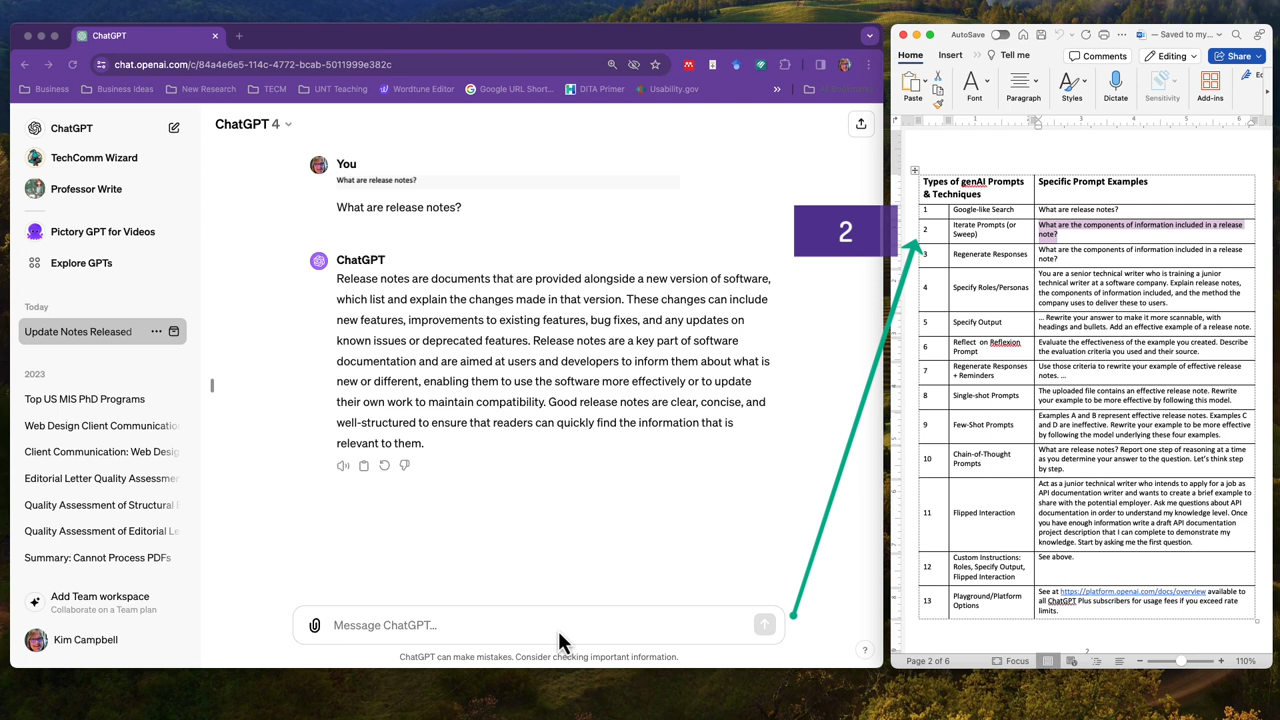 ChatGPT
chat.openai.com/c/8446e6e5-114c-4772-bcab-5011999e382c
Business
Business Ideas
New Research
TECM
UNT Teaching
Wordtune Editor
Google URL Short...
DITA Primer
Usability.gov
ChatGPT
TechComm Wizard
Professor Write
Pictory GPT for Videos
Explore GPTs
Today
Update Notes Released
2023
Top US MIS PhD Programs
Web Design Client Communication
Client Communication: Web Desig
Editorial Letter Quality Assessmen
Quality Assessment of Structural E
Quality Assessment of Editorial Le
Summary: Cannot Process PDFs
Add Team workspace
Collaborate on a Team plan
Kim Campbell
ChatGPT 4
You
What are release notes?
What are release notes?
ChatGPT
Release notes are documents that are provided alongside a new version of software,
which list and explain the changes made in that version. These changes can include
new features, improvements to existing features, bug fixes, and any updates on
known issues or deprecated features. Release notes are a key part of software
documentation and are aimed at users and developers to inform them about what is
new or different, enabling them to use the software more effectively or to update
their own work to maintain compatibility. Good release notes are clear, concise, and
well-structured to ensure that readers can quickly find the information that is
relevant to them.
Message ChatGPT...
ChatGPT can make mistakes. Consider checking important information.
?
2
AutoSave
— Saved to my...
Home
Insert
Tell me
Comments
Editing
Share
Paste
Font
Paragraph
Styles
Dictate
Sensitivity
Add-ins
Types of genAI Prompts & Techniques
Specific Prompt Examples
1
Google-like Search
What are release notes?
2
Iterate Prompts (or
Sweep)
What are the components of information included in a release
note?
3
Regenerate Responses
What are the components of information included in a release
note?
4
Specify Roles/Personas
You are a senior technical writer who is training a junior
technical writer at a software company. Explain release notes,
the components of information included, and the method the
company uses to deliver these to users.
5
Specify Output
... Rewrite your answer to make it more scannable, with
headings and bullets. Add an effective example of a release note.
6
Reflect on Reflexion
Prompt
Evaluate the effectiveness of the example you created. Describe
the evaluation criteria you used and their source.
7
Regenerate Responses
+ Reminders
Use those criteria to rewrite your example of effective release
notes. ...
8
Single-shot Prompts
The uploaded file contains an effective release note. Rewrite
your example to be more effective by following this model.
9
Few-Shot Prompts
Examples A and B represent effective release notes. Examples C
and D are ineffective. Rewrite your example to be more effective
by following the model underlying these four examples.
10
Chain-of-Thought
Prompts
What are release notes? Report one step of reasoning at a time
as you determine your answer to the question. Let's think step
by step.
11
Flipped Interaction
Act as a junior technical writer who intends to apply for a job as
API documentation writer and wants to create a brief example to
share with the potential employer. Ask me questions about API
documentation in order to understand my knowledge level. Once
you have enough information write a draft API documentation
project description that I can complete to demonstrate my
knowledge. Start by asking me the first question.
12
Custom Instructions:
Roles, Specify Output,
Flipped Interaction
See above.
13
Playground/Platform
Options
See at https://platform.openai.com/docs/overview available to
all ChatGPT Plus subscribers for usage fees if you exceed rate
limits.
Page 2 of 6
Focus
110%